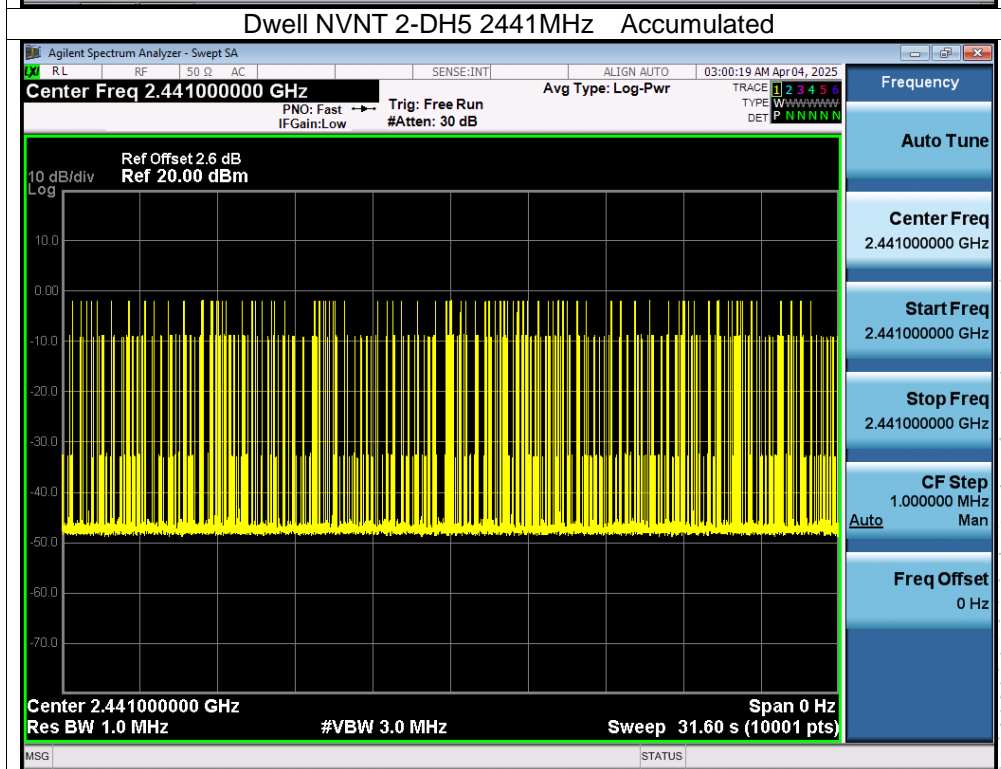 Dwell NVNT 2-DH5 2441MHz Accumulated
Agilent Spectrum Analyzer - Swept SA
LXI RL RF 50 Ω AC SENSE:INT ALIGN AUTO 03:00:19 AM Apr 04, 2025
Center Freq 2.441000000 GHz
PNO: Fast
IFGain:Low
Trig: Free Run
#Atten: 30 dB
Avg Type: Log-Pwr
TRACE 1 2 3 4 5 6
TYPE WWWWWWW
DET P N N N N N
Ref Offset 2.6 dB
10 dB/div Ref 20.00 dBm
Log
10.0
0.00
-10.0
-20.0
-30.0
-40.0
-50.0
-60.0
-70.0
Center 2.441000000 GHz Span 0 Hz
Res BW 1.0 MHz #VBW 3.0 MHz Sweep 31.60 s (10001 pts)
MSG STATUS
Frequency
Auto Tune
Center Freq
2.441000000 GHz
Start Freq
2.441000000 GHz
Stop Freq
2.441000000 GHz
CF Step
1.000000 MHz
Auto Man
Freq Offset
0 Hz